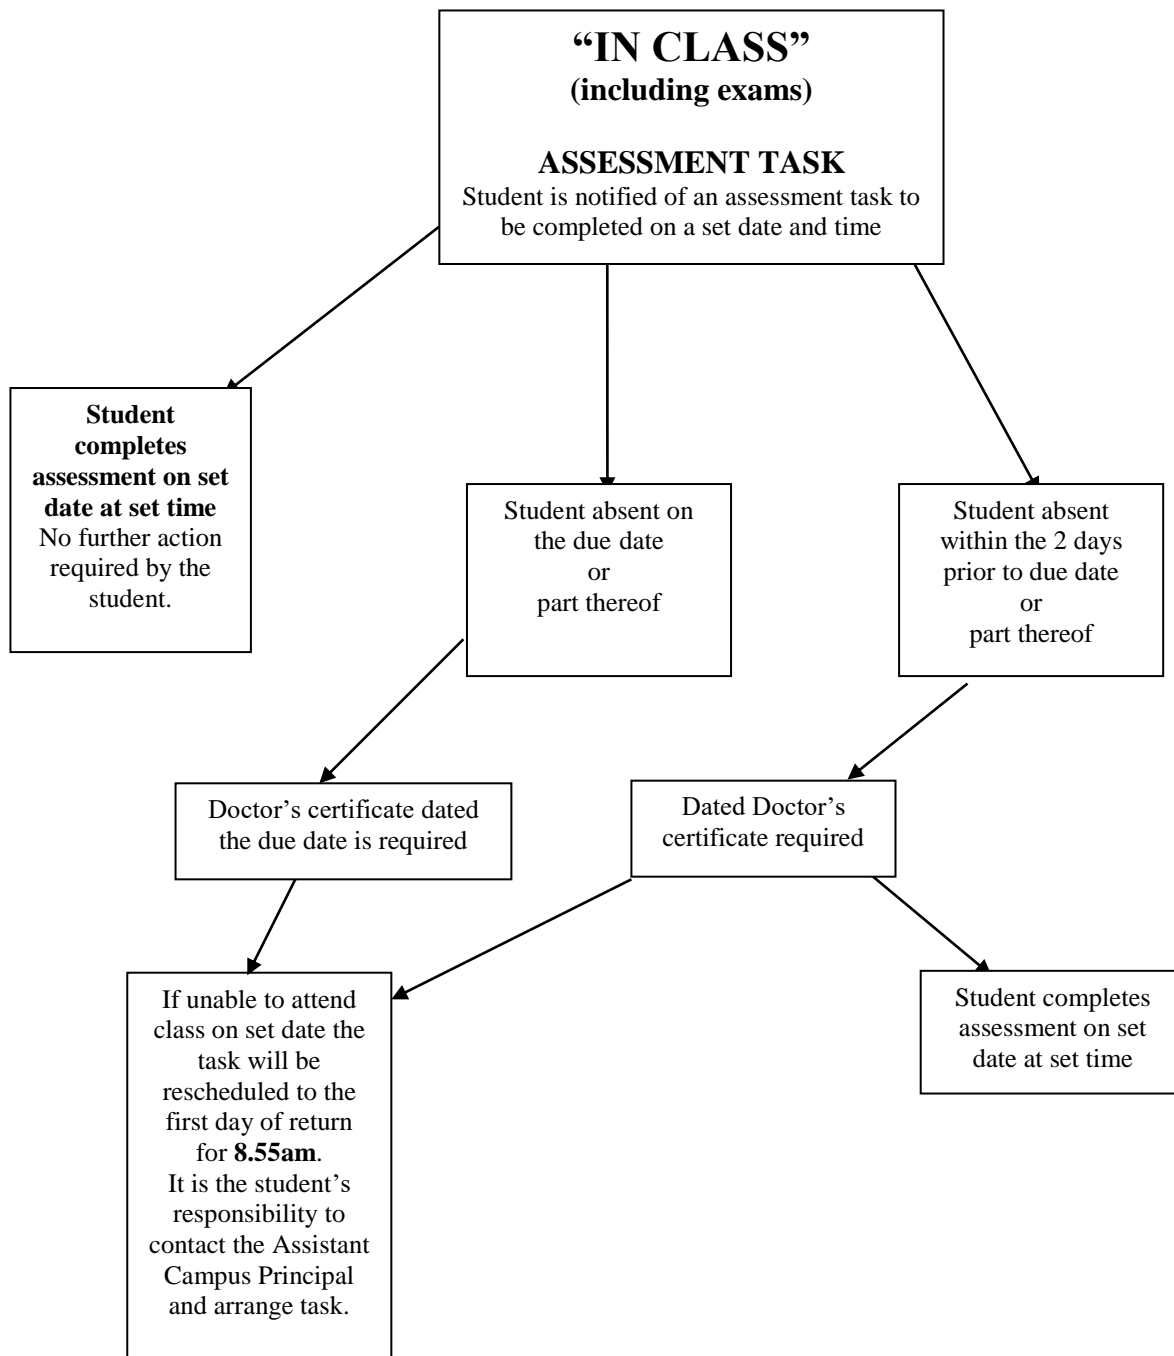 “IN CLASS”
(including exams)
ASSESSMENT TASK
Student is notified of an assessment task to
be completed on a set date and time
Student
completes
assessment on set
date at set time
No further action
required by the
student.
Student absent on
the due date
or
part thereof
Student absent
within the 2 days
prior to due date
or
part thereof
Doctor’s certificate dated
the due date is required
Dated Doctor’s
certificate required
If unable to attend
class on set date the
task will be
rescheduled to the
first day of return
for 8.55am.
It is the student’s
responsibility to
contact the Assistant
Campus Principal
and arrange task.
Student completes
assessment on set
date at set time